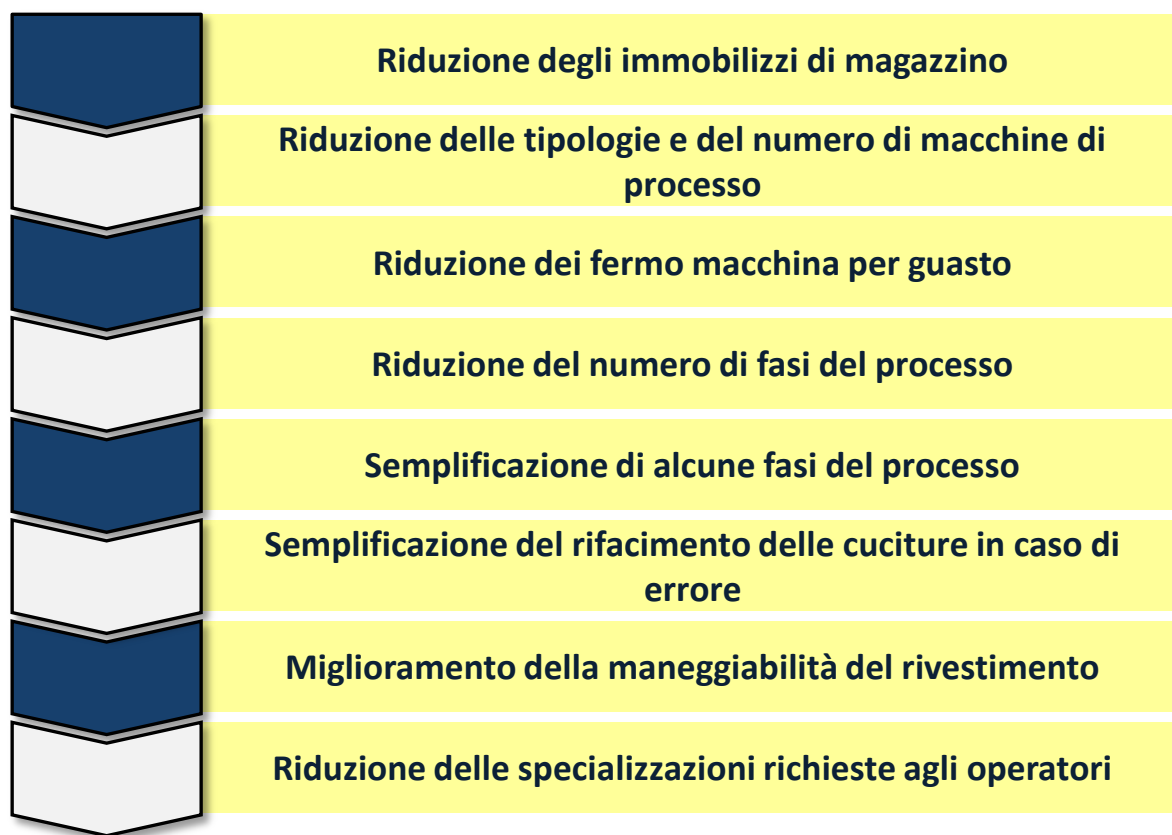 Riduzione degli immobilizzi di magazzino
Riduzione delle tipologie e del numero di macchine di
processo
Riduzione dei fermo macchina per guasto
Riduzione del numero di fasi del processo
Semplificazione di alcune fasi del processo
Semplificazione del rifacimento delle cuciture in caso di
errore
Miglioramento della maneggiabilità del rivestimento
Riduzione delle specializzazioni richieste agli operatori